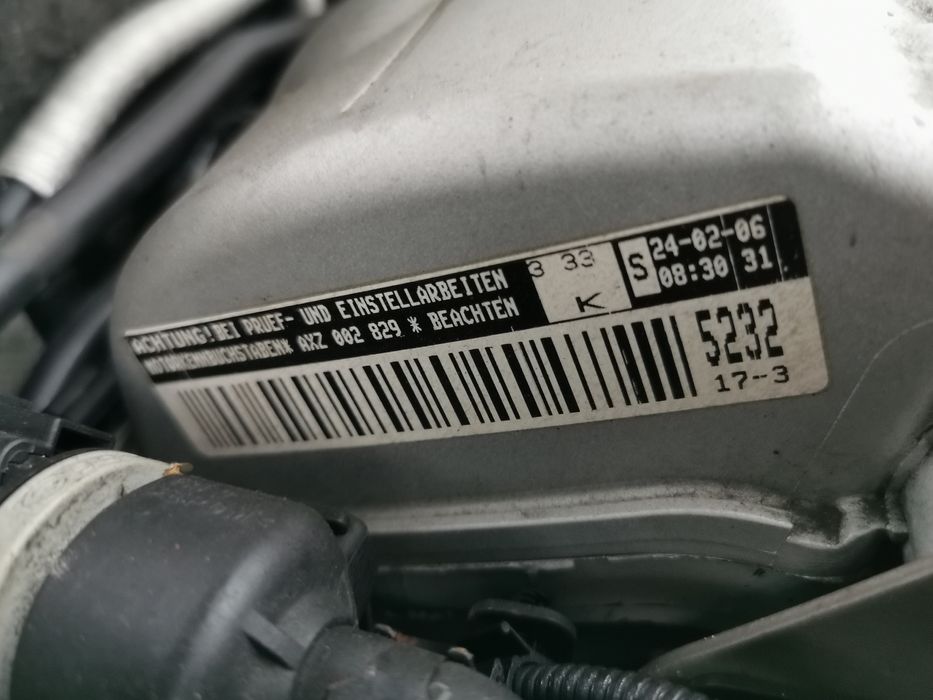 ACHTUNG!BEI PRUEF- UND EINSTELLARBEITEN
MOTORKENNBUCHSTABEN* AXZ 002 829 * BEACHTEN
3 33
K
S
24-02-06
08:30 31
5232
17--3